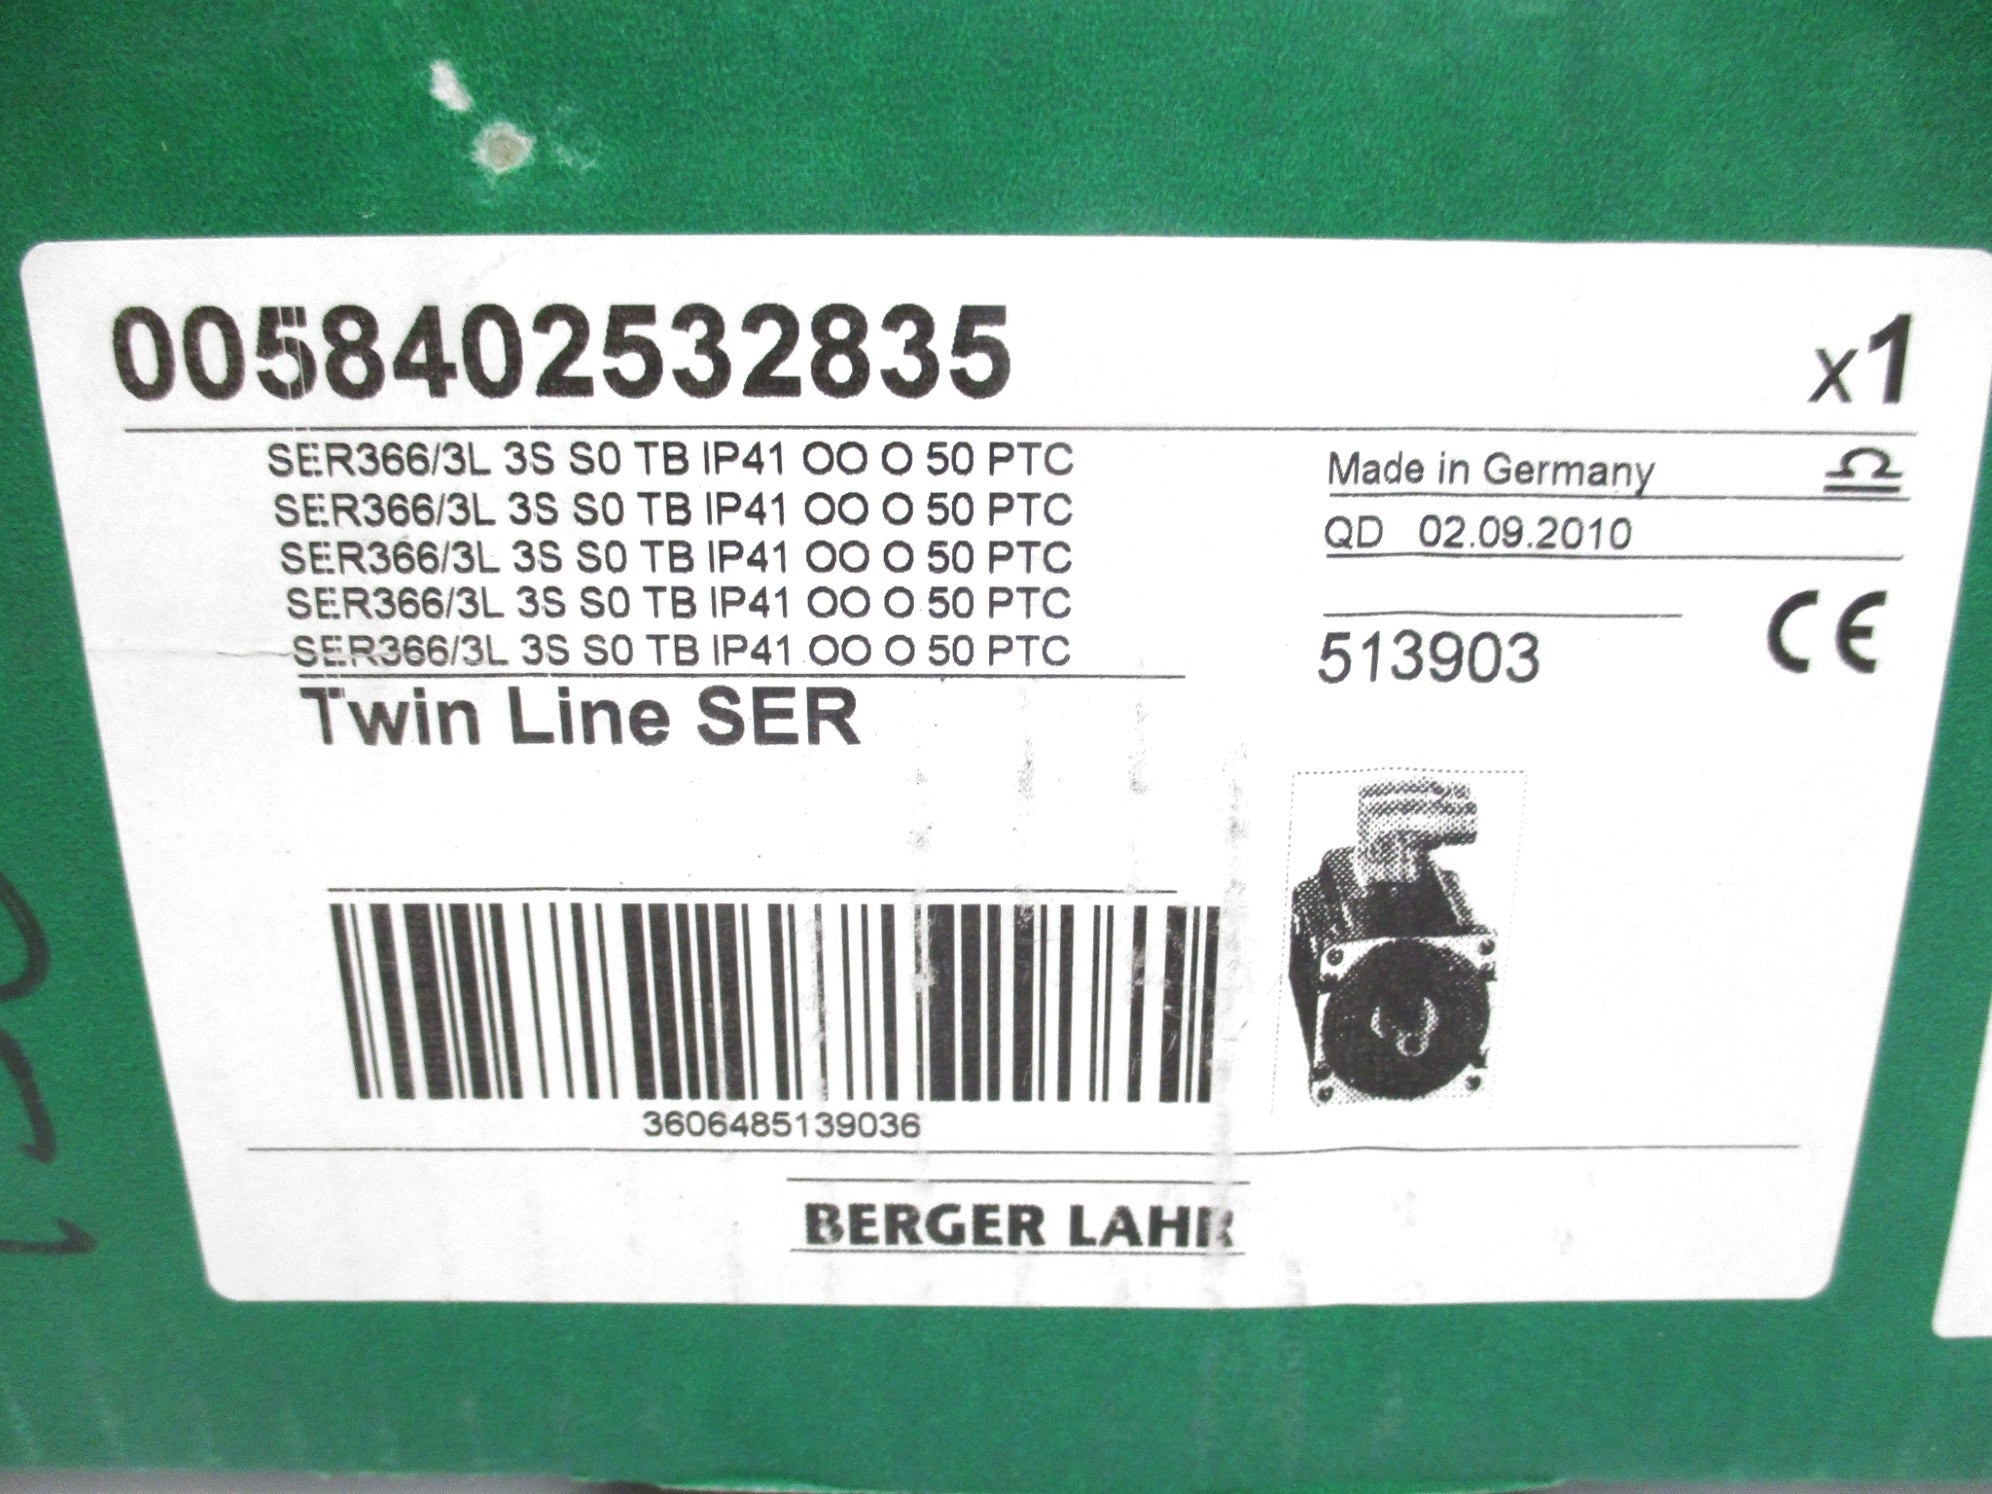 0058402532835 x1
SER366/3L 3S S0 TB IP41 OO O 50 PTC
SER366/3L 3S S0 TB IP41 OO O 50 PTC
SER366/3L 3S S0 TB IP41 OO O 50 PTC
SER366/3L 3S S0 TB IP41 OO O 50 PTC
SER366/3L 3S S0 TB IP41 OO O 50 PTC
Twin Line SER
Made in Germany
QD 02.09.2010
CE
513903
3606485139036
BERGER LAHR